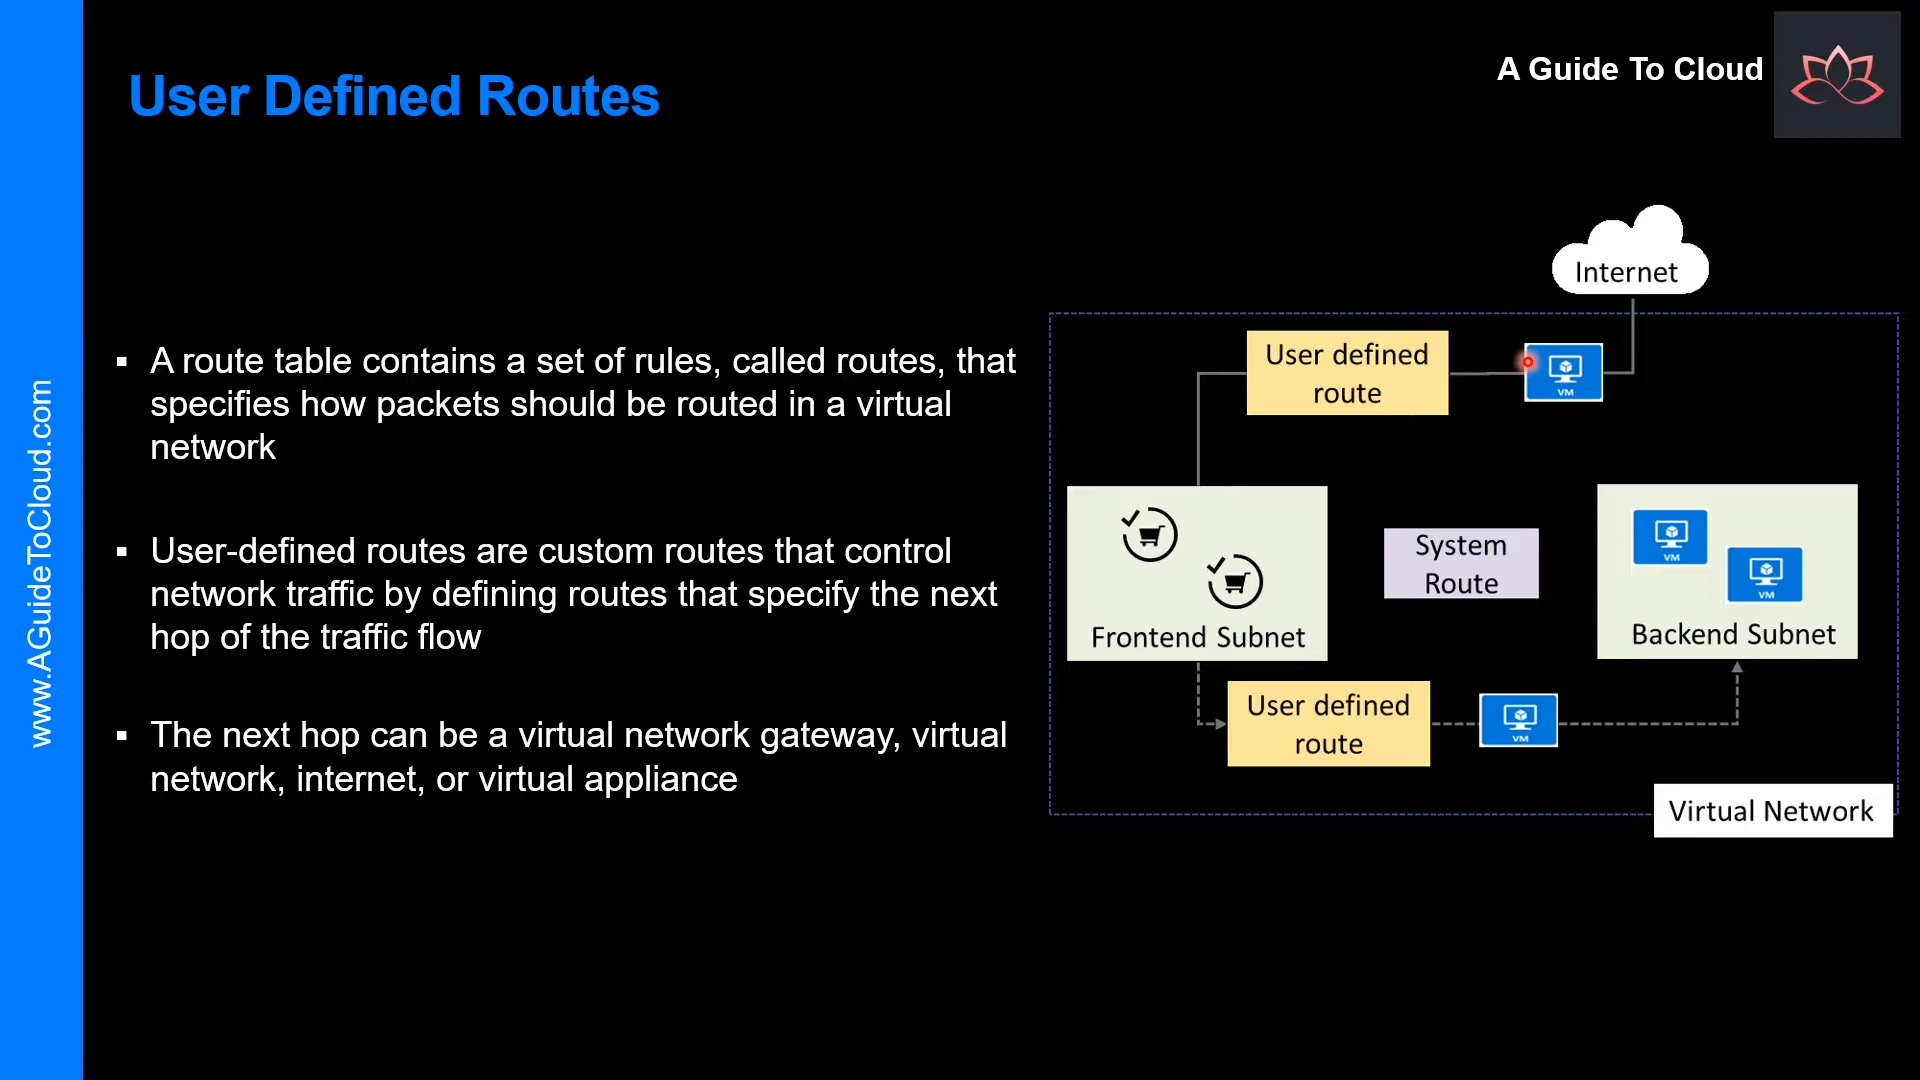 User Defined Routes
A Guide To Cloud
www.AGuideToCloud.com
▪ A route table contains a set of rules, called routes, that
specifies how packets should be routed in a virtual
network
▪ User-defined routes are custom routes that control
network traffic by defining routes that specify the next
hop of the traffic flow
▪ The next hop can be a virtual network gateway, virtual
network, internet, or virtual appliance
Internet
User defined
route
VM
Frontend Subnet
System
Route
VM
VM
Backend Subnet
User defined
route
VM
Virtual Network